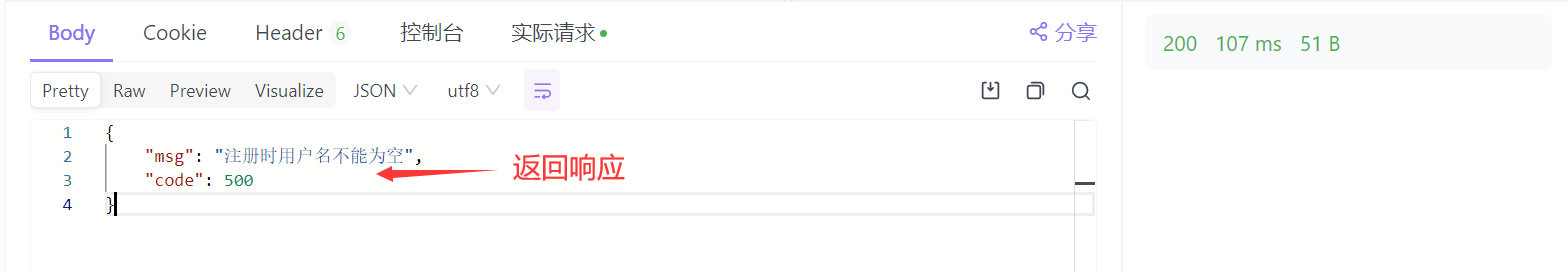 Body Cookie Header 6 控制台 实际请求 分享
200 107 ms 51 B
Pretty Raw Preview Visualize JSON utf8
1 {
2 "msg": "注册时用户名不能为空",
3 "code": 500
返回响应
4 }